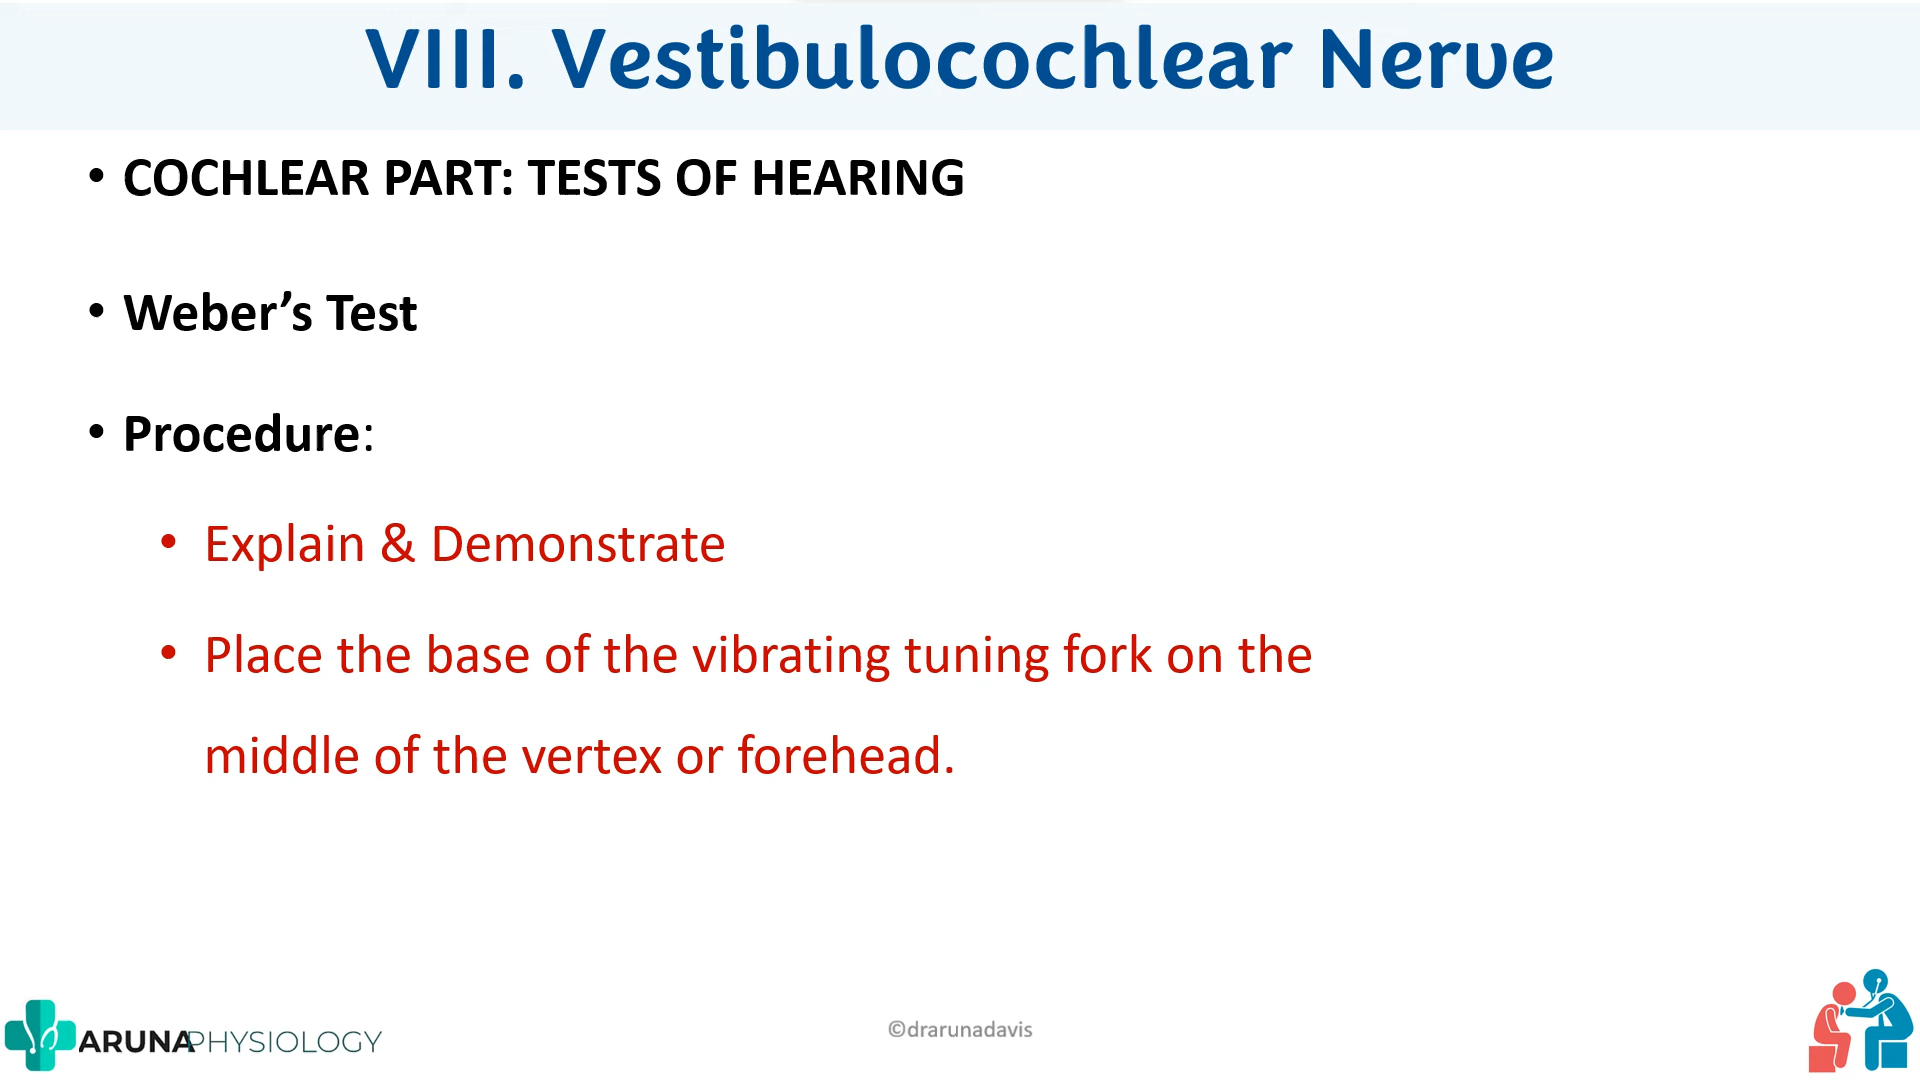 VIII. Vestibulocochlear Nerve
• COCHLEAR PART: TESTS OF HEARING
• Weber’s Test
• Procedure:
• Explain & Demonstrate
• Place the base of the vibrating tuning fork on the
middle of the vertex or forehead.
ARUNAPHYSIOLOGY
©drarunadavis